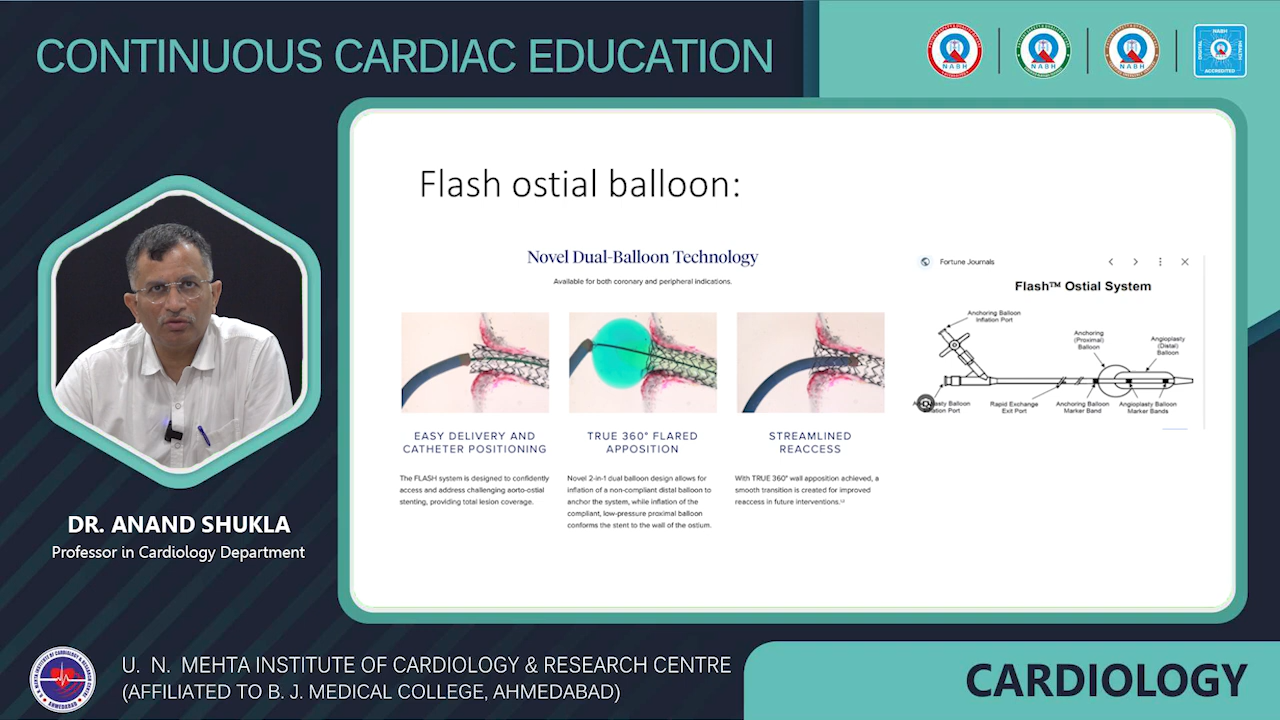 CONTINUOUS CARDIAC EDUCATION
NABH
NABH
NABH
NABH
DIGITAL
HEALTH
ACCREDITED
Flash ostial balloon:
Novel Dual-Balloon Technology
Available for both coronary and peripheral indications.
EASY DELIVERY AND
CATHETER POSITIONING
The FLASH system is designed to confidently
access and address challenging aorto-ostial
stenting, providing total lesion coverage.
TRUE 360° FLARED
APPOSITION
Novel 2-in-1 dual balloon design allows for
inflation of a non-compliant distal balloon to
anchor the system, while inflation of the
compliant, low-pressure proximal balloon
conforms the stent to the wall of the ostium.
STREAMLINED
REACCESS
With TRUE 360° wall apposition achieved, a
smooth transition is created for improved
reaccess in future interventions.
Fortune Journals
Flash™ Ostial System
Anchoring Balloon
Inflation Port
Anchoring
(Proximal)
Balloon
Angioplasty
(Distal)
Balloon
Balloon
Port
Rapid Exchange
Exit Port
Anchoring Balloon
Marker Band
Angioplasty Balloon
Marker Bands
DR. ANAND SHUKLA
Professor in Cardiology Department
U. N. MEHTA INSTITUTE OF CARDIOLOGY & RESEARCH CENTRE
(AFFILIATED TO B. J. MEDICAL COLLEGE, AHMEDABAD)
CARDIOLOGY